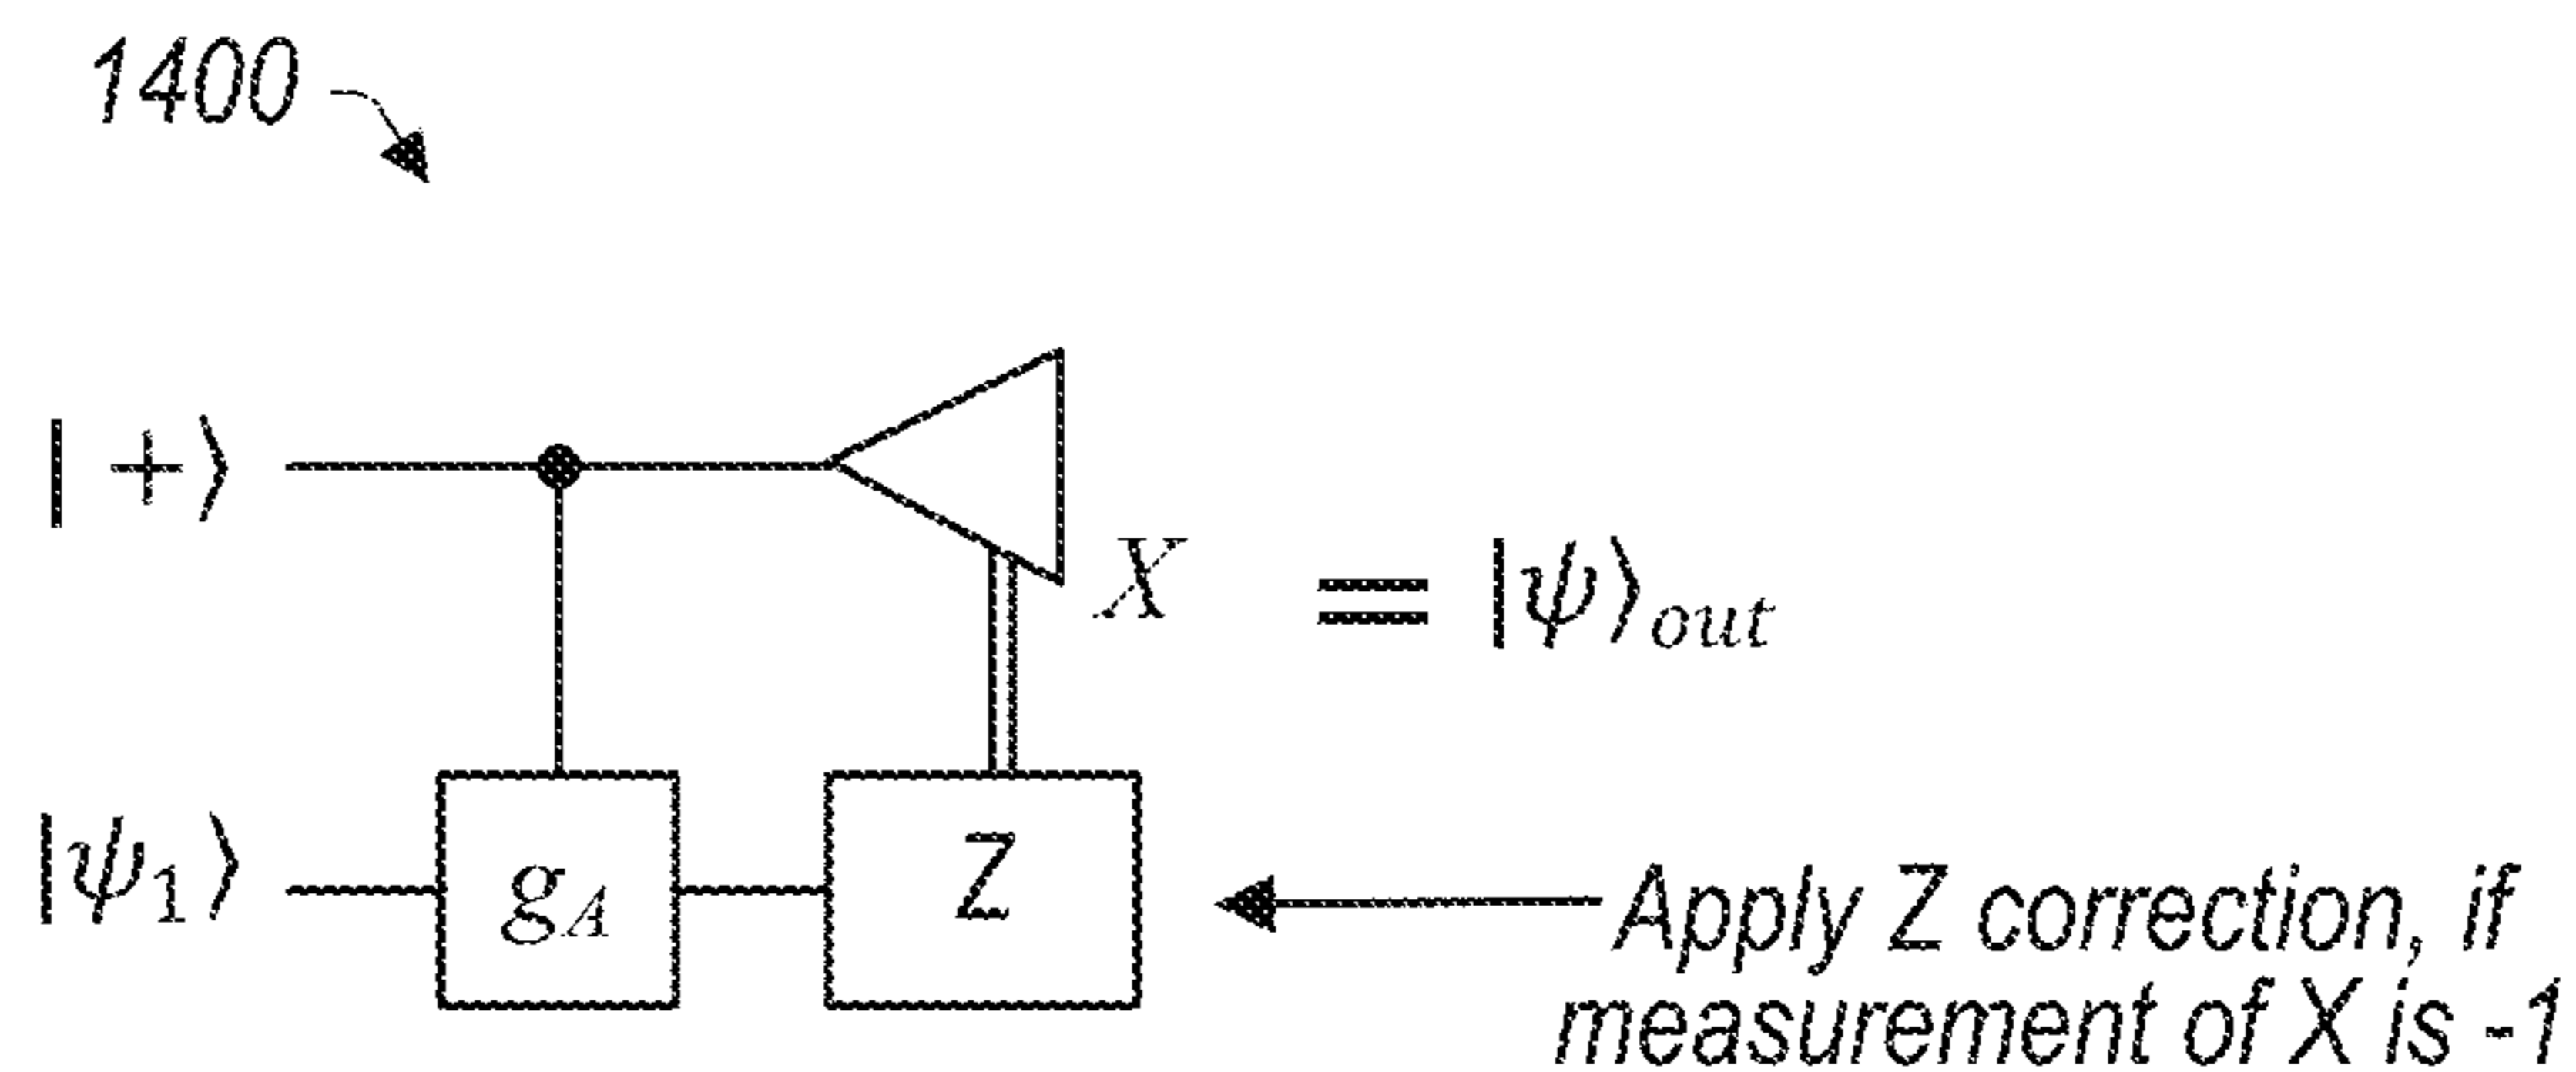 1400
|+⟩
X = |ψ⟩out
|ψ1⟩ gA Z
Apply Z correction, if
measurement of X is -1